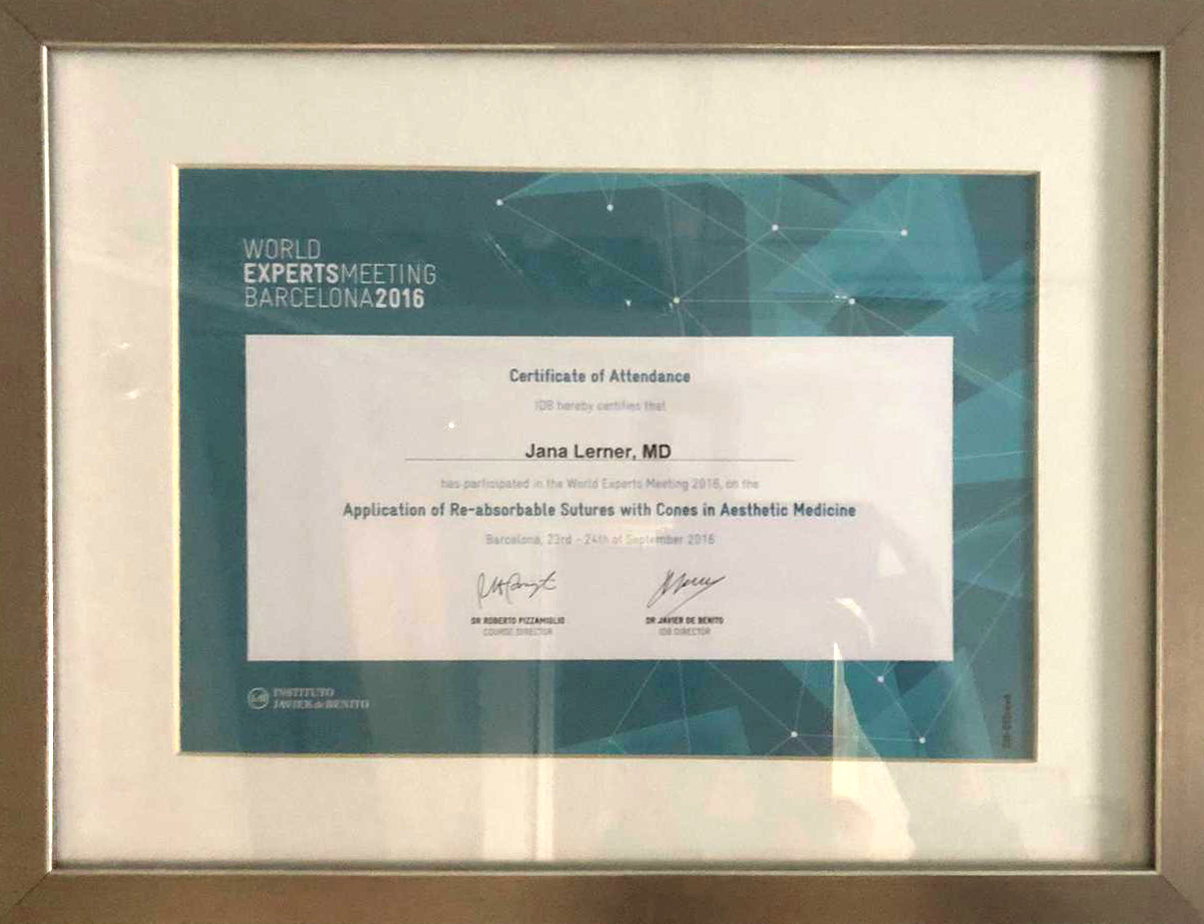 WORLD
EXPERTSMEETING
BARCELONA2016
Certificate of Attendance
IDB hereby certifies that
Jana Lerner, MD
has participated in the World Experts Meeting 2016, on the
Application of Re-absorbable Sutures with Cones in Aesthetic Medicine
Barcelona, 23rd - 24th of September 2016
DR ROBERTO PIZZAMIGLIO
COURSE DIRECTOR
DR JAVIER DE BENITO
IDB DIRECTOR
INSTITUTO
JAVIER de BENITO